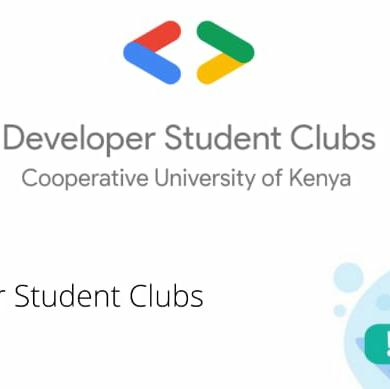 Developer Student Clubs
Cooperative University of Kenya
r Student Clubs